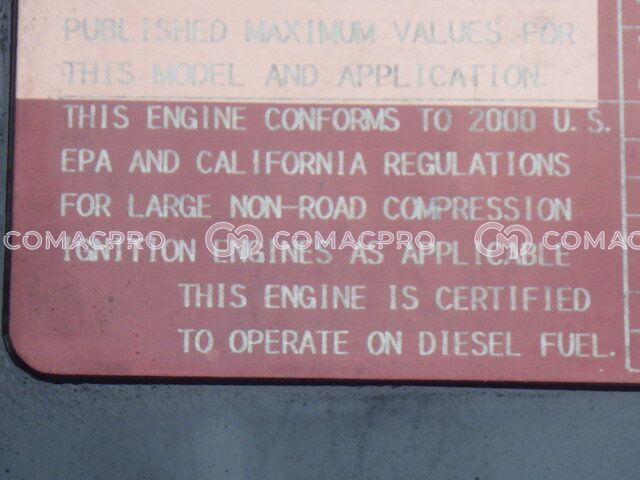 PUBLISHED MAXIMUM VALUES FOR
THIS MODEL AND APPLICATION.
THIS ENGINE CONFORMS TO 2000 U.S.
EPA AND CALIFORNIA REGULATIONS
FOR LARGE NON-ROAD COMPRESSION
COMACPRO COMACPRO COMAC
IGNITION ENGINES AS APPLICABLE
THIS ENGINE IS CERTIFIED
TO OPERATE ON DIESEL FUEL.